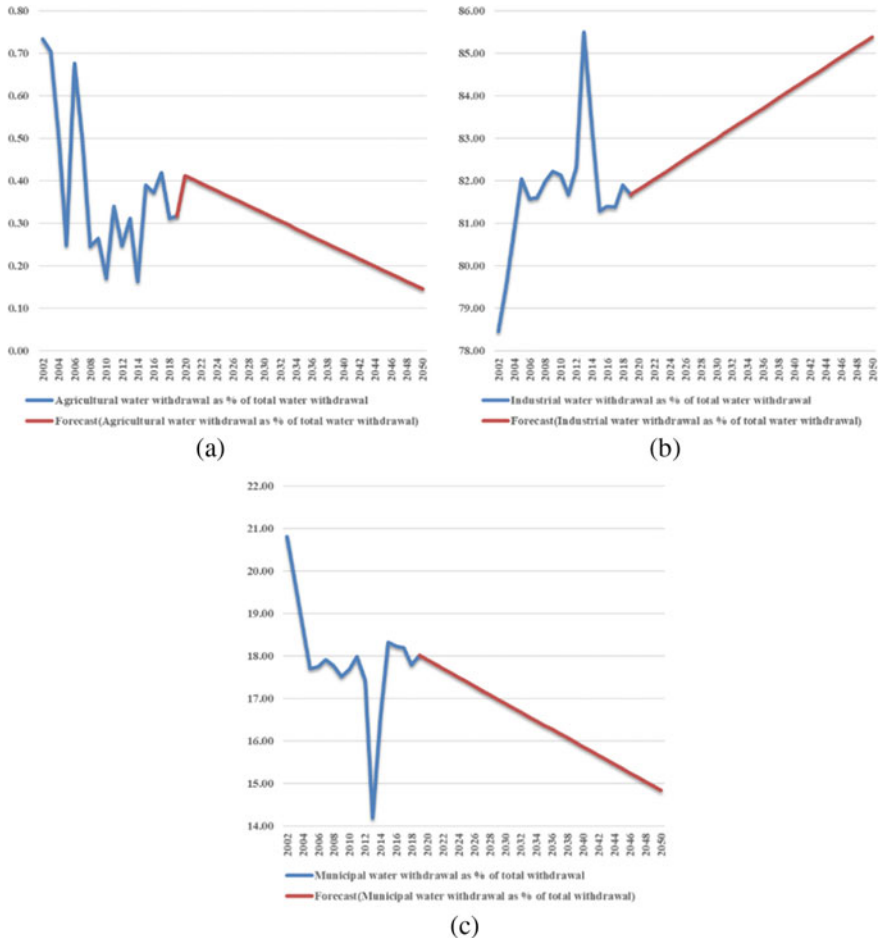 0.80
0.70
0.60
0.50
0.40
0.30
0.20
0.10
0.00
2002 2004 2006 2008 2010 2012 2014 2016 2018 2020 2022 2024 2026 2028 2030 2032 2034 2036 2038 2040 2042 2044 2046 2048 2050
Agricultural water withdrawal as % of total water withdrawal
Forecast(Agricultural water withdrawal as % of total water withdrawal)
(a)
86.00
85.00
84.00
83.00
82.00
81.00
80.00
79.00
78.00
2002 2004 2006 2008 2010 2012 2014 2016 2018 2020 2022 2024 2026 2028 2030 2032 2034 2036 2038 2040 2042 2044 2046 2048 2050
Industrial water withdrawal as % of total water withdrawal
Forecast(Industrial water withdrawal as % of total water withdrawal)
(b)
22.00
21.00
20.00
19.00
18.00
17.00
16.00
15.00
14.00
2002 2004 2006 2008 2010 2012 2014 2016 2018 2020 2022 2024 2026 2028 2030 2032 2034 2036 2038 2040 2042 2044 2046 2048 2050
Municipal water withdrawal as % of total withdrawal
Forecast(Municipal water withdrawal as % of total withdrawal)
(c)